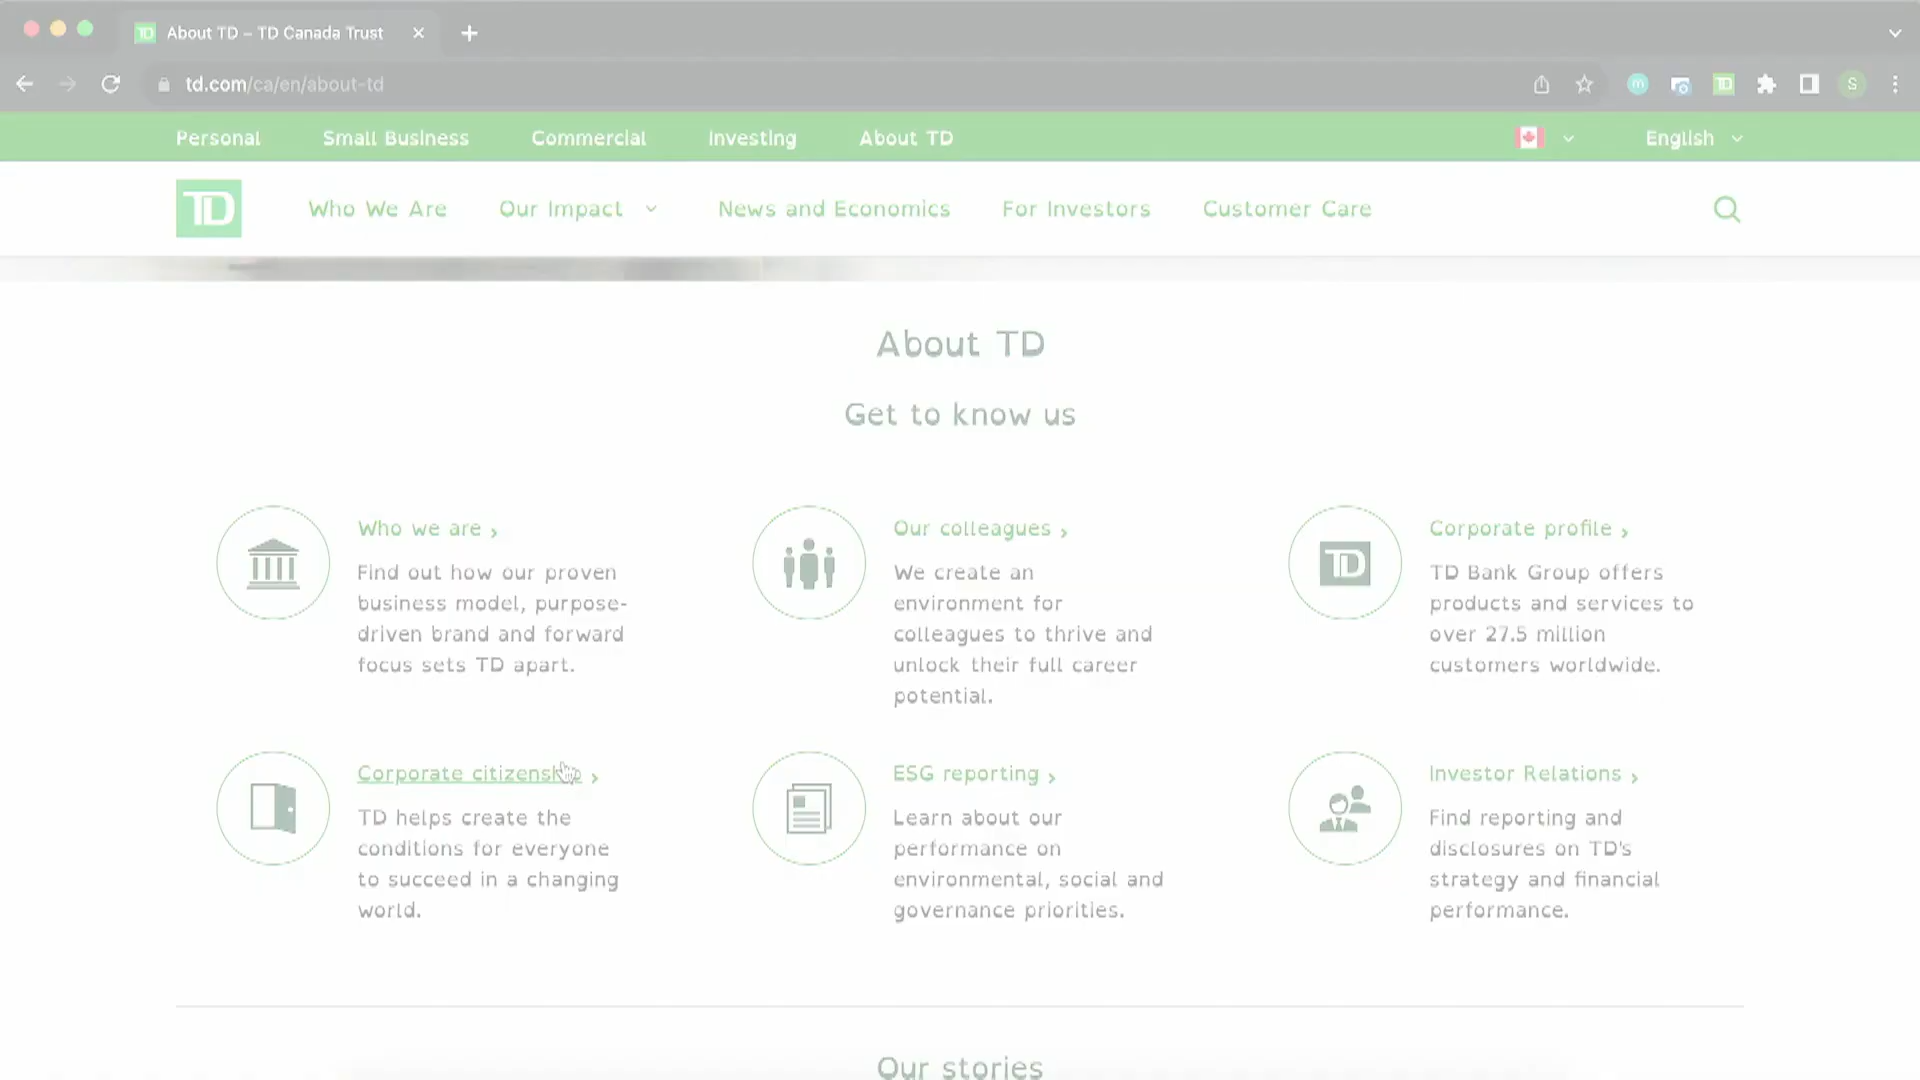 About TD – TD Canada Trust
td.com/ca/en/about-td
m
TD
S
Personal Small Business Commercial Investing About TD English
TD Who We Are Our Impact News and Economics For Investors Customer Care
About TD
Get to know us
Who we are ›
Find out how our proven
business model, purpose-
driven brand and forward
focus sets TD apart.
Our colleagues ›
We create an
environment for
colleagues to thrive and
unlock their full career
potential.
TD
Corporate profile ›
TD Bank Group offers
products and services to
over 27.5 million
customers worldwide.
Corporate citizenship ›
TD helps create the
conditions for everyone
to succeed in a changing
world.
ESG reporting ›
Learn about our
performance on
environmental, social and
governance priorities.
Investor Relations ›
Find reporting and
disclosures on TD's
strategy and financial
performance.
Our stories